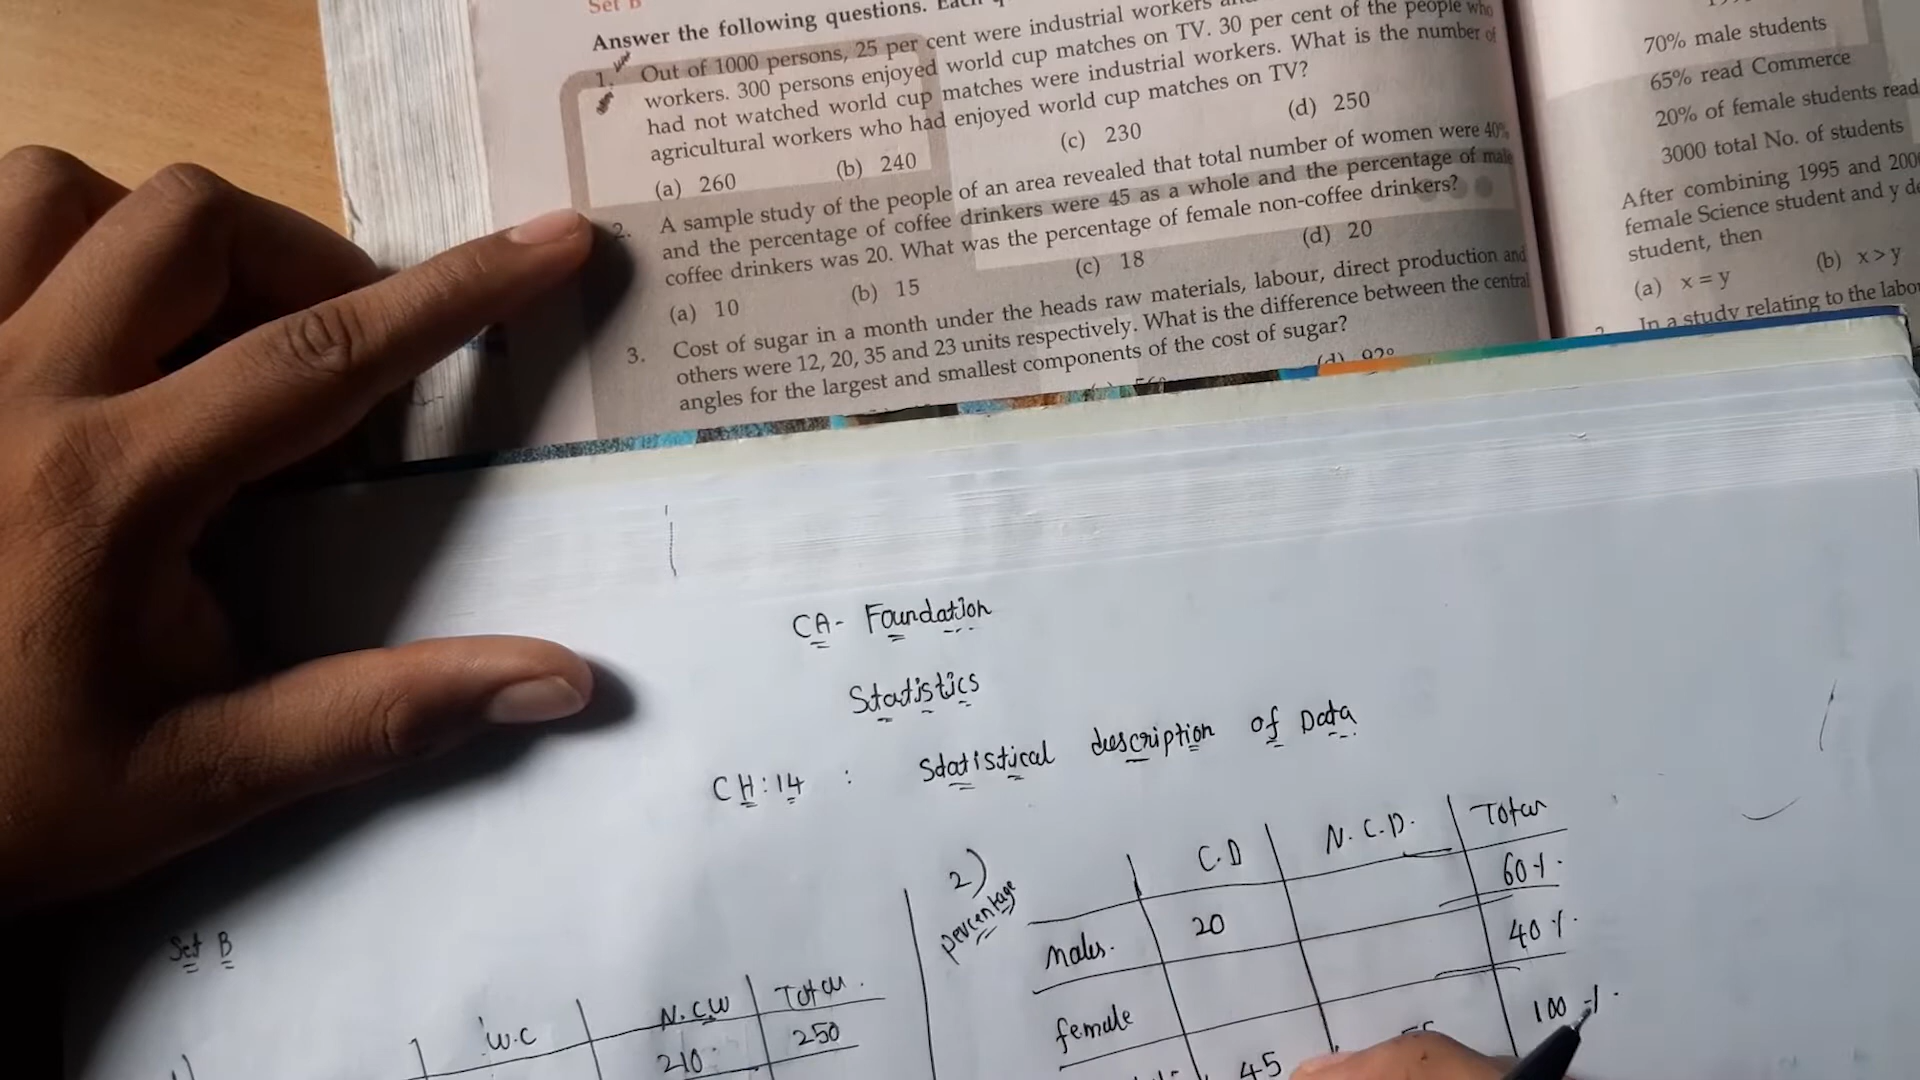 Set B
Answer the following questions. Each
1. Out of 1000 persons, 25 per cent were industrial workers
workers. 300 persons enjoyed world cup matches on TV. 30 per cent of the people who
had not watched world cup matches were industrial workers. What is the number of
agricultural workers who had enjoyed world cup matches on TV?
(a) 260 (b) 240 (c) 230 (d) 250
2. A sample study of the people of an area revealed that total number of women were 40%
and the percentage of coffee drinkers were 45 as a whole and the percentage of male
coffee drinkers was 20. What was the percentage of female non-coffee drinkers?
(a) 10 (b) 15 (c) 18 (d) 20
3. Cost of sugar in a month under the heads raw materials, labour, direct production and
others were 12, 20, 35 and 23 units respectively. What is the difference between the central
angles for the largest and smallest components of the cost of sugar?
(d) 92°
70% male students
65% read Commerce
20% of female students read
3000 total No. of students
After combining 1995 and
female Science student and y
student, then
(a) x = y (b) x > y
In a study relating to the
CA- Foundation
Statistics
CH:14 : Statistical description of Data
Set B
W.C N.C.W Total
210 250
2)
Percentage
C.D N.C.D. Total
Males. 20 60%
female 40%
45 100%